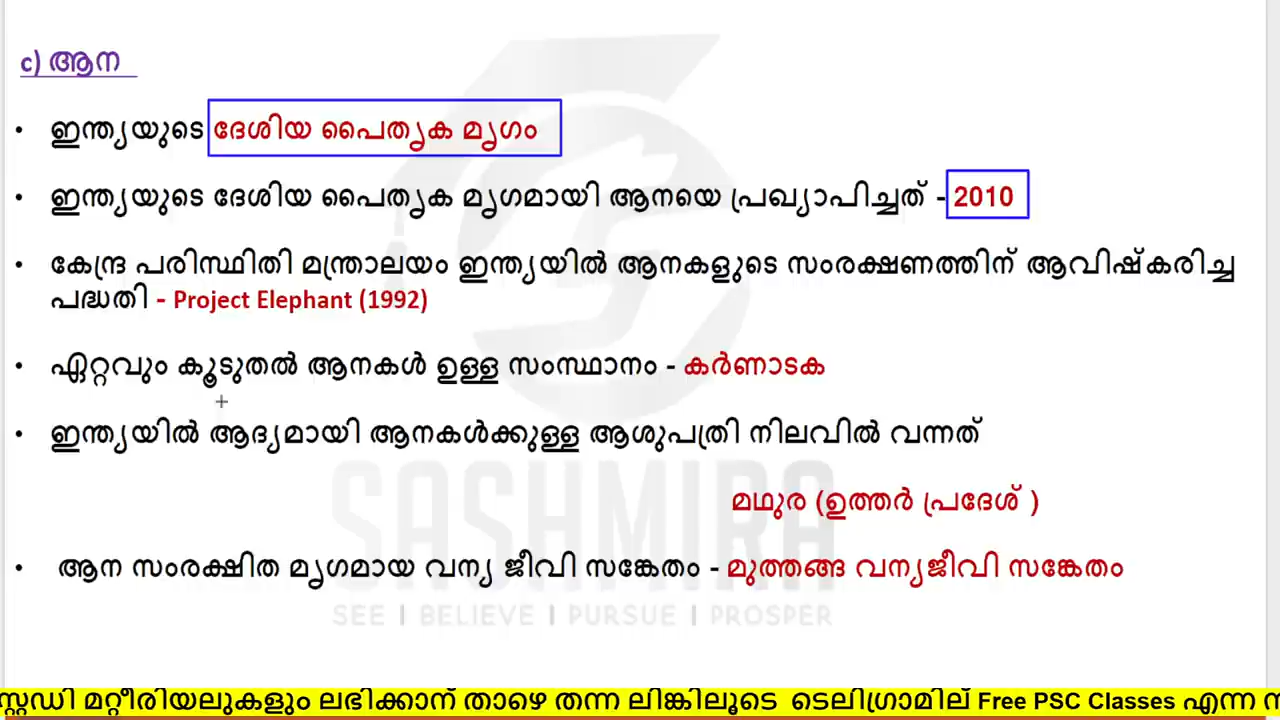 c) ആന
• ഇന്ത്യയുടെ ദേശിയ പൈതൃക മൃഗം
• ഇന്ത്യയുടെ ദേശിയ പൈതൃക മൃഗമായി ആനയെ പ്രഖ്യാപിച്ചത് - 2010
• കേന്ദ്ര പരിസ്ഥിതി മന്ത്രാലയം ഇന്ത്യയിൽ ആനകളുടെ സംരക്ഷണത്തിന് ആവിഷ്കരിച്ച
പദ്ധതി - Project Elephant (1992)
• ഏറ്റവും കൂടുതൽ ആനകൾ ഉള്ള സംസ്ഥാനം - കർണാടക
• ഇന്ത്യയിൽ ആദ്യമായി ആനകൾക്കുള്ള ആശുപത്രി നിലവിൽ വന്നത്
മഥുര (ഉത്തർ പ്രദേശ് )
• ആന സംരക്ഷിത മൃഗമായ വന്യ ജീവി സങ്കേതം - മുത്തങ്ങ വന്യജീവി സങ്കേതം
SASHMIRA
SEE | BELIEVE | PURSUE | PROSPER
സ്റ്റഡി മറ്റീരിയലുകളും ലഭിക്കാന് താഴെ തന്ന ലിങ്കിലൂടെ ടെലിഗ്രാമില് Free PSC Classes എന്ന